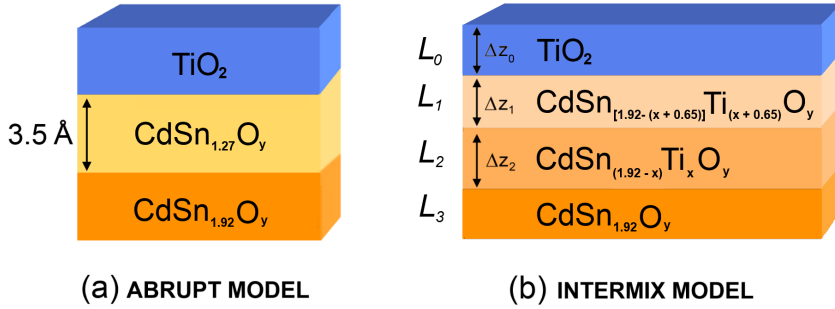 TiO₂
3.5 Å
CdSn₁.₂₇Oᵧ
CdSn₁.₉₂Oᵧ
(a) ABRUPT MODEL
L₀ Δz₀ TiO₂
L₁ Δz₁ CdSn[1.92- (x + 0.65)]Ti(x + 0.65)Oᵧ
L₂ Δz₂ CdSn(1.92 - x)TiₓOᵧ
L₃ CdSn₁.₉₂Oᵧ
(b) INTERMIX MODEL